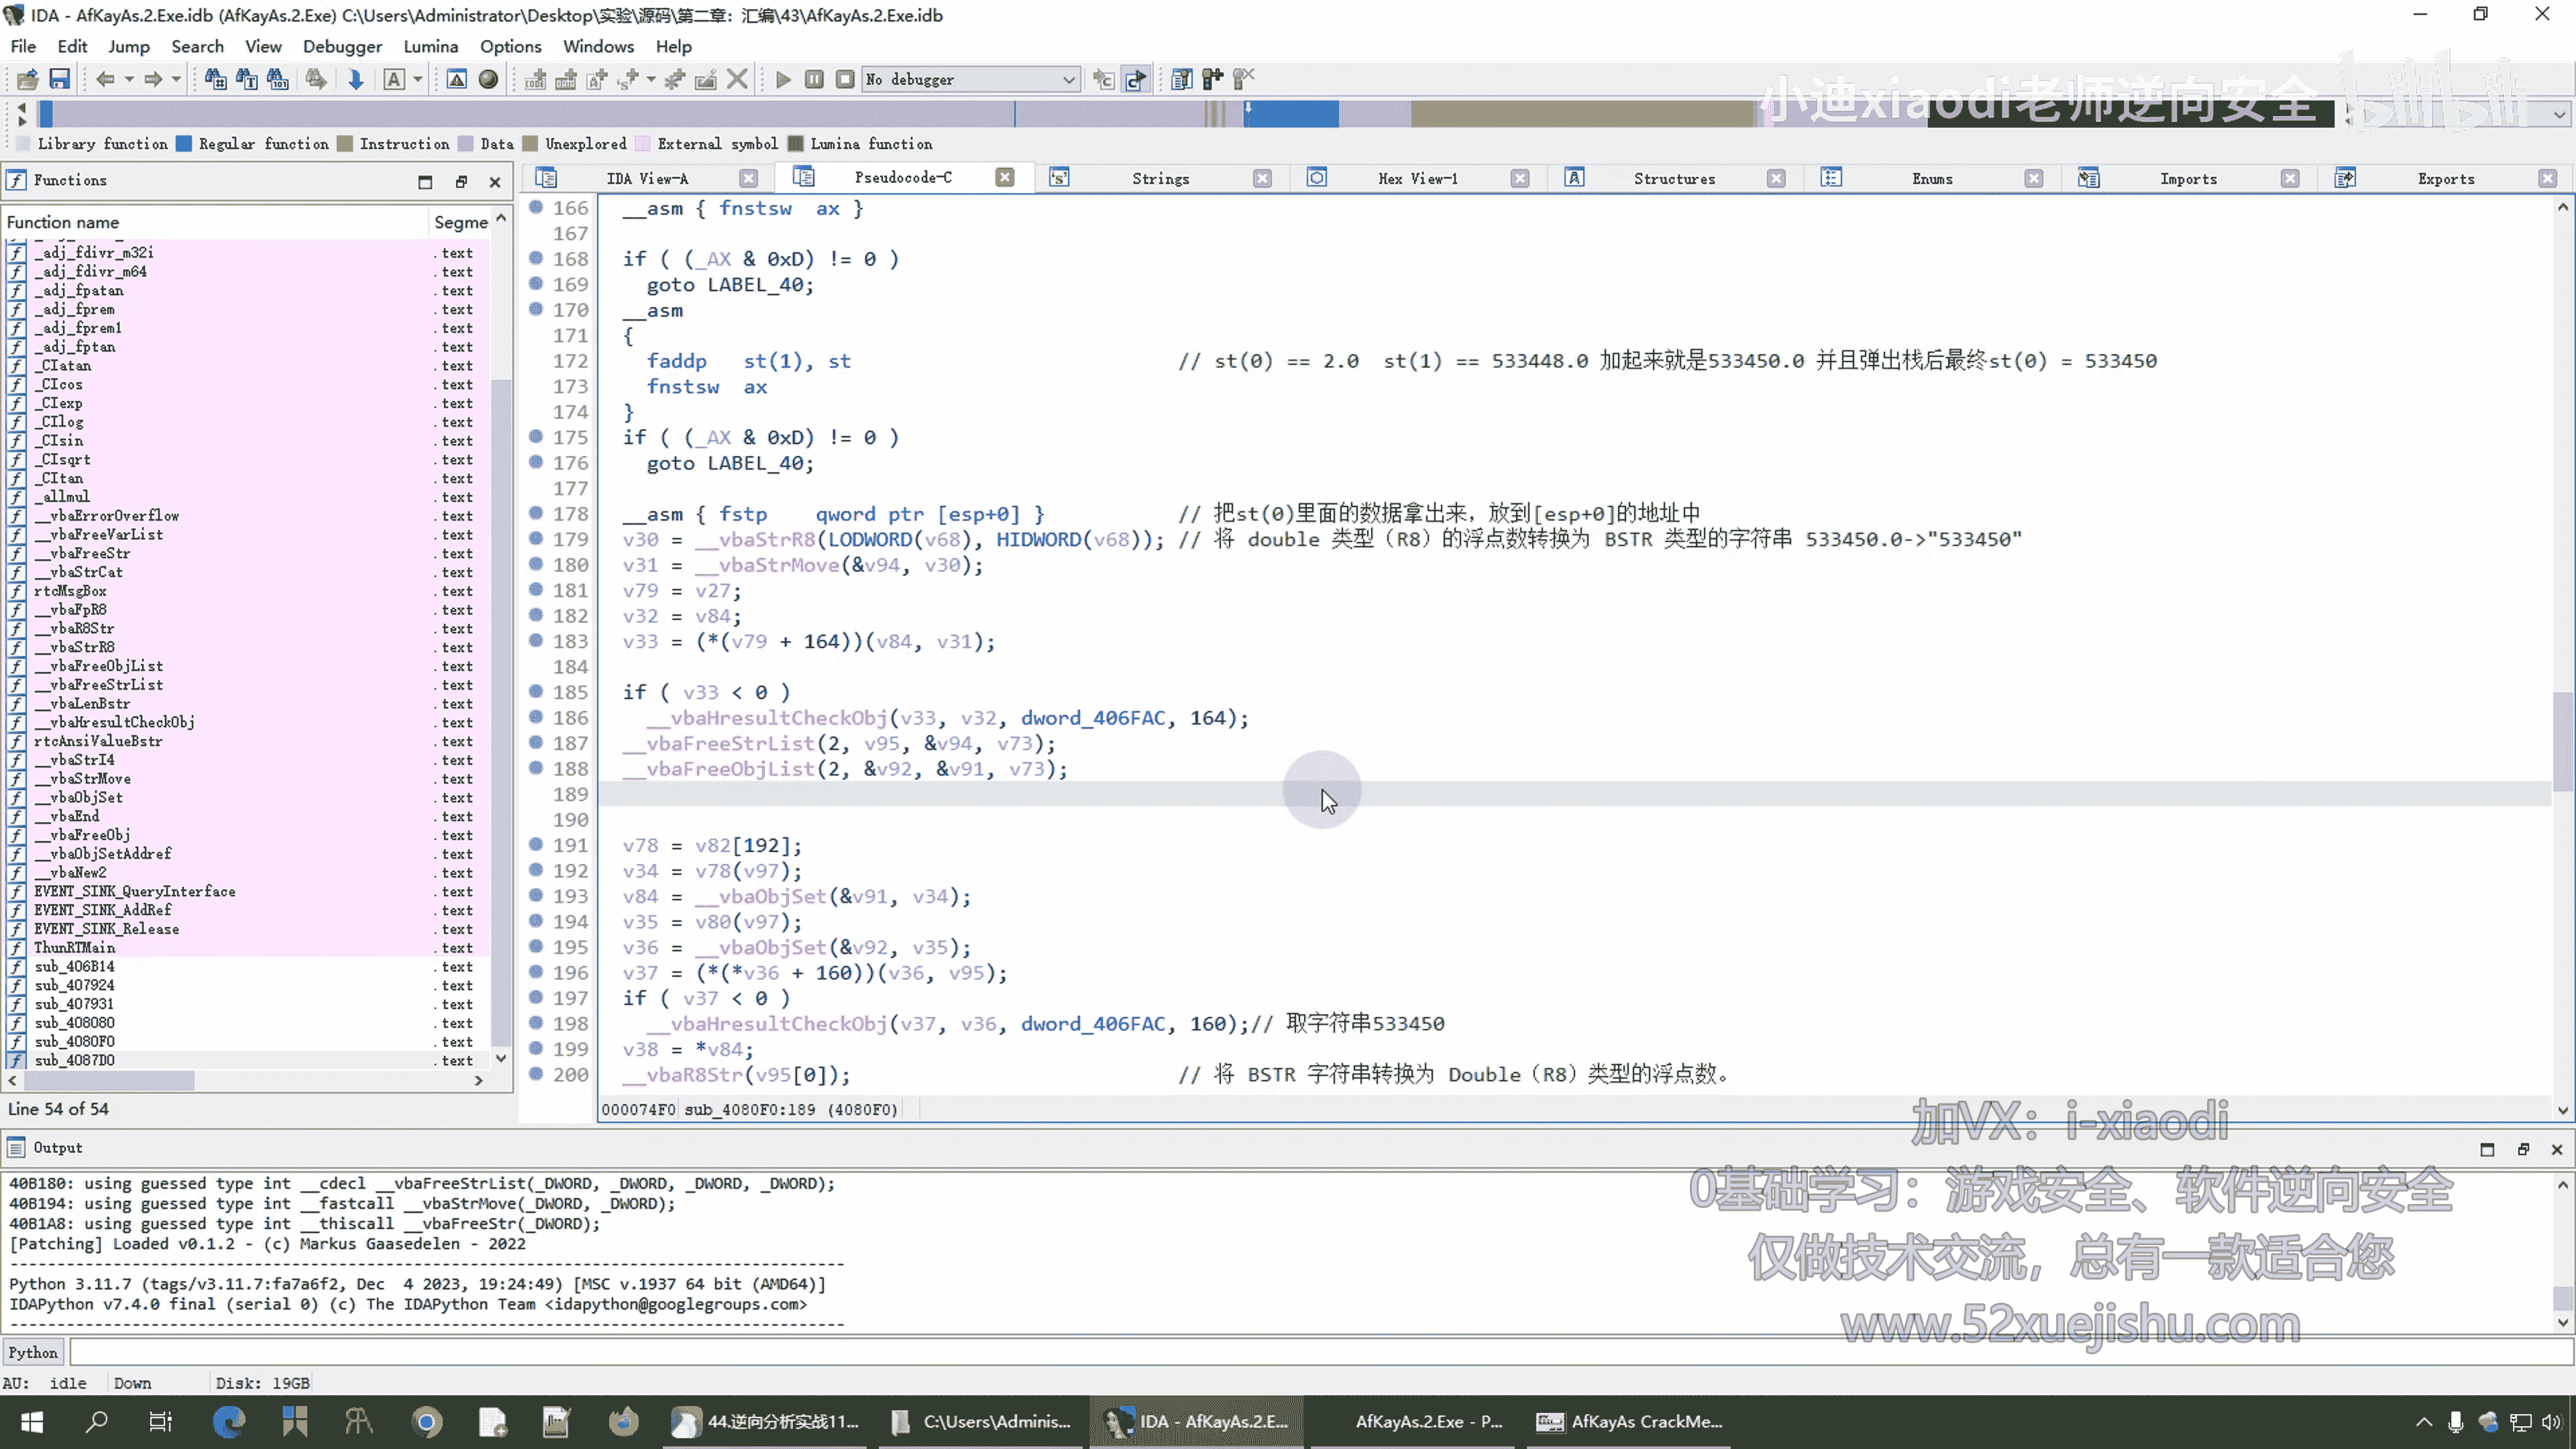 IDA - AfKayAs.2.Exe.idb (AfKayAs.2.Exe) C:\Users\Administrator\Desktop\实验\源码\第二章：汇编\43\AfKayAs.2.Exe.idb
File Edit Jump Search View Debugger Lumina Options Windows Help
No debugger
小迪xiaodi老师逆向安全 bilibili
Library function Regular function Instruction Data Unexplored External symbol Lumina function
Functions
IDA View-A Pseudocode-C Strings Hex View-1 Structures Enums Imports Exports
Function name Segme
_adj_fdivr_m32i .text
_adj_fdivr_m64 .text
_adj_fpatan .text
_adj_fprem .text
_adj_fprem1 .text
_adj_fptan .text
_CIatan .text
_CIcos .text
_CIexp .text
_CIlog .text
_CIsin .text
_CIsqrt .text
_CItan .text
_allmul .text
__vbaErrorOverflow .text
__vbaFreeVarList .text
__vbaFreeStr .text
__vbaStrCat .text
rtcMsgBox .text
__vbaFpR8 .text
__vbaR8Str .text
__vbaStrR8 .text
__vbaFreeObjList .text
__vbaFreeStrList .text
__vbaLenBstr .text
__vbaHresultCheckObj .text
rtcAnsiValueBstr .text
__vbaStrI4 .text
__vbaStrMove .text
__vbaObjSet .text
__vbaEnd .text
__vbaFreeObj .text
__vbaObjSetAddref .text
__vbaNew2 .text
EVENT_SINK_QueryInterface .text
EVENT_SINK_AddRef .text
EVENT_SINK_Release .text
ThunRTMain .text
sub_406B14 .text
sub_407924 .text
sub_407931 .text
sub_408080 .text
sub_4080F0 .text
sub_4087D0 .text
Line 54 of 54
166 __asm { fnstsw ax }
167
168 if ( (_AX & 0xD) != 0 )
169 goto LABEL_40;
170 __asm
171 {
172 faddp st(1), st // st(0) == 2.0 st(1) == 533448.0 加起来就是533450.0 并且弹出栈后最终st(0) = 533450
173 fnstsw ax
174 }
175 if ( (_AX & 0xD) != 0 )
176 goto LABEL_40;
177
178 __asm { fstp qword ptr [esp+0] } // 把st(0)里面的数据拿出来，放到[esp+0]的地址中
179 v30 = __vbaStrR8(LODWORD(v68), HIDWORD(v68)); // 将 double 类型（R8）的浮点数转换为 BSTR 类型的字符串 533450.0->"533450"
180 v31 = __vbaStrMove(&v94, v30);
181 v79 = v27;
182 v32 = v84;
183 v33 = (*(v79 + 164))(v84, v31);
184
185 if ( v33 < 0 )
186 __vbaHresultCheckObj(v33, v32, dword_406FAC, 164);
187 __vbaFreeStrList(2, v95, &v94, v73);
188 __vbaFreeObjList(2, &v92, &v91, v73);
189
190
191 v78 = v82[192];
192 v34 = v78(v97);
193 v84 = __vbaObjSet(&v91, v34);
194 v35 = v80(v97);
195 v36 = __vbaObjSet(&v92, v35);
196 v37 = (*(*v36 + 160))(v36, v95);
197 if ( v37 < 0 )
198 __vbaHresultCheckObj(v37, v36, dword_406FAC, 160);// 取字符串533450
199 v38 = *v84;
200 __vbaR8Str(v95[0]); // 将 BSTR 字符串转换为 Double（R8）类型的浮点数。
000074F0 sub_4080F0:189 (4080F0)
Output
40B180: using guessed type int __cdecl __vbaFreeStrList(_DWORD, _DWORD, _DWORD, _DWORD);
40B194: using guessed type int __fastcall __vbaStrMove(_DWORD, _DWORD);
40B1A8: using guessed type int __thiscall __vbaFreeStr(_DWORD);
[Patching] Loaded v0.1.2 - (c) Markus Gaasedelen - 2022
Python 3.11.7 (tags/v3.11.7:fa7a6f2, Dec 4 2023, 19:24:49) [MSC v.1937 64 bit (AMD64)]
IDAPython v7.4.0 final (serial 0) (c) The IDAPython Team <idapython@googlegroups.com>
加VX：i-xiaodi
0基础学习：游戏安全、软件逆向安全
仅做技术交流，总有一款适合您
www.52xuejishu.com
Python
AU: idle Down Disk: 19GB
44.逆向分析实战11... C:\Users\Adminis... IDA - AfKayAs.2.E... AfKayAs.2.Exe - P... AfKayAs CrackMe...